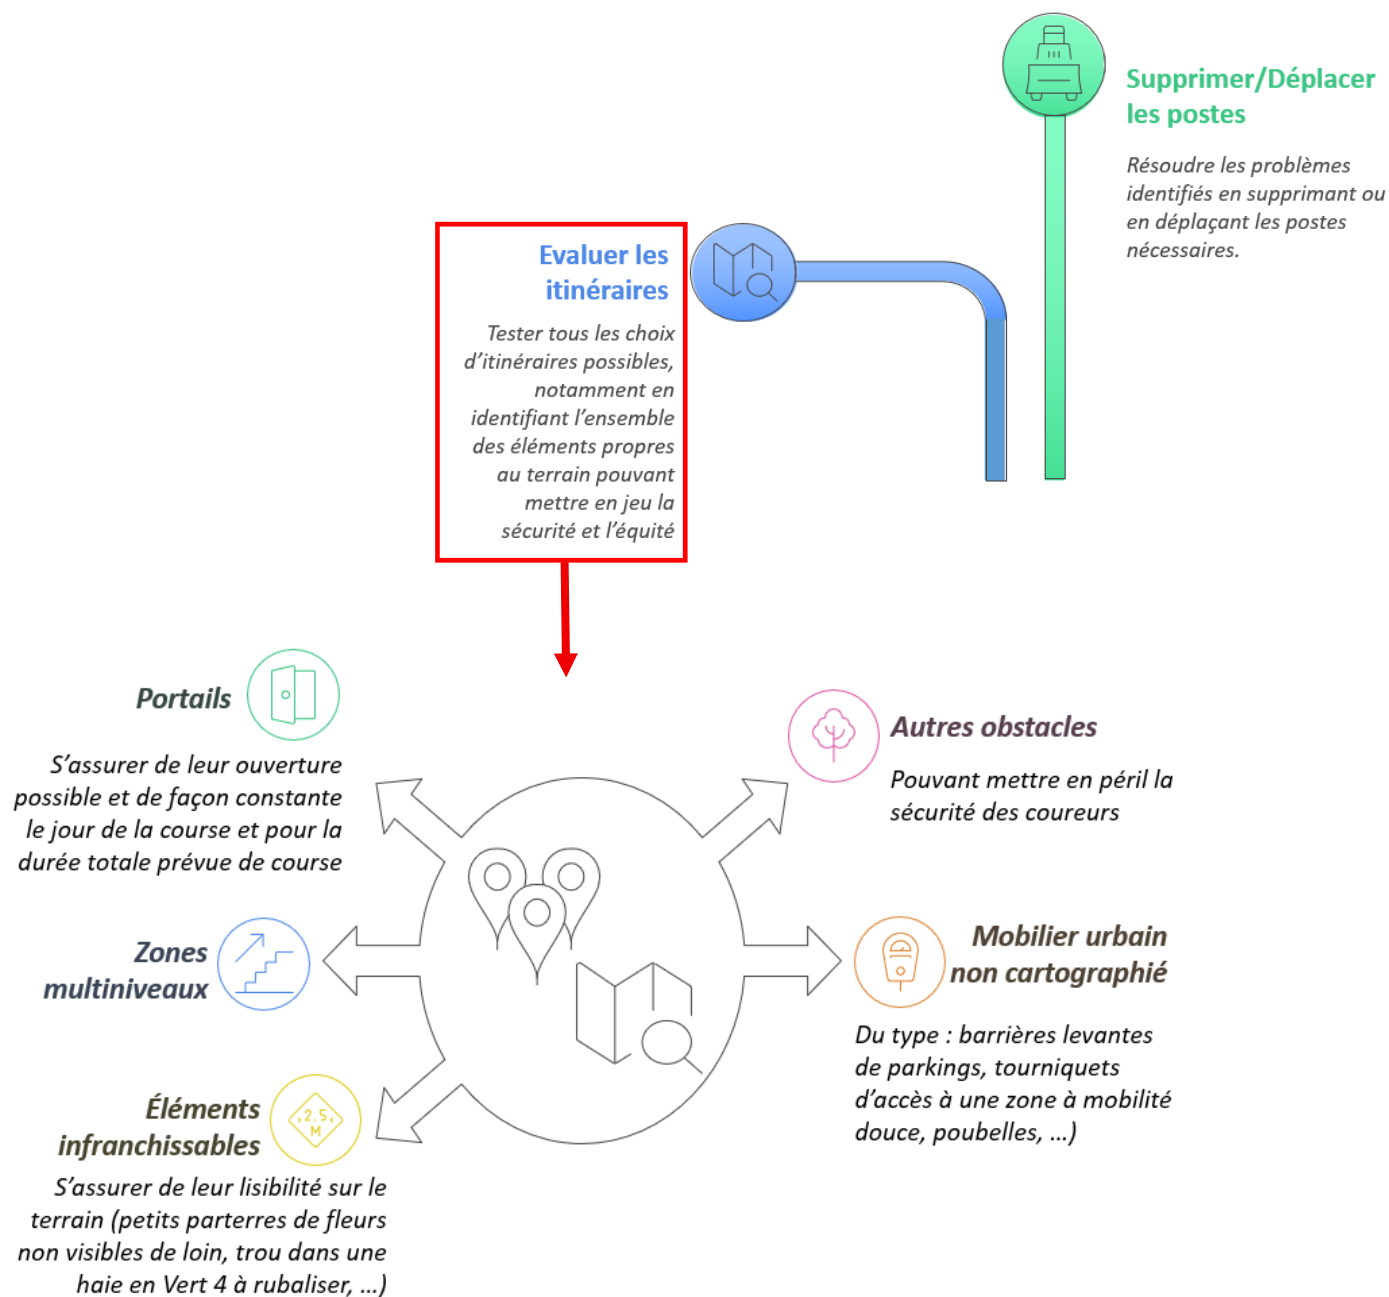 Supprimer/Déplacer
les postes
Résoudre les problèmes
identifiés en supprimant ou
en déplaçant les postes
nécessaires.
Evaluer les
itinéraires
Tester tous les choix
d’itinéraires possibles,
notamment en
identifiant l’ensemble
des éléments propres
au terrain pouvant
mettre en jeu la
sécurité et l’équité
Portails
S’assurer de leur ouverture
possible et de façon constante
le jour de la course et pour la
durée totale prévue de course
Autres obstacles
Pouvant mettre en péril la
sécurité des coureurs
Zones
multiniveaux
Mobilier urbain
non cartographié
Du type : barrières levantes
de parkings, tourniquets
d’accès à une zone à mobilité
douce, poubelles, ...)
Éléments
infranchissables
2.5
M
S’assurer de leur lisibilité sur le
terrain (petits parterres de fleurs
non visibles de loin, trou dans une
haie en Vert 4 à rubaliser, ...)